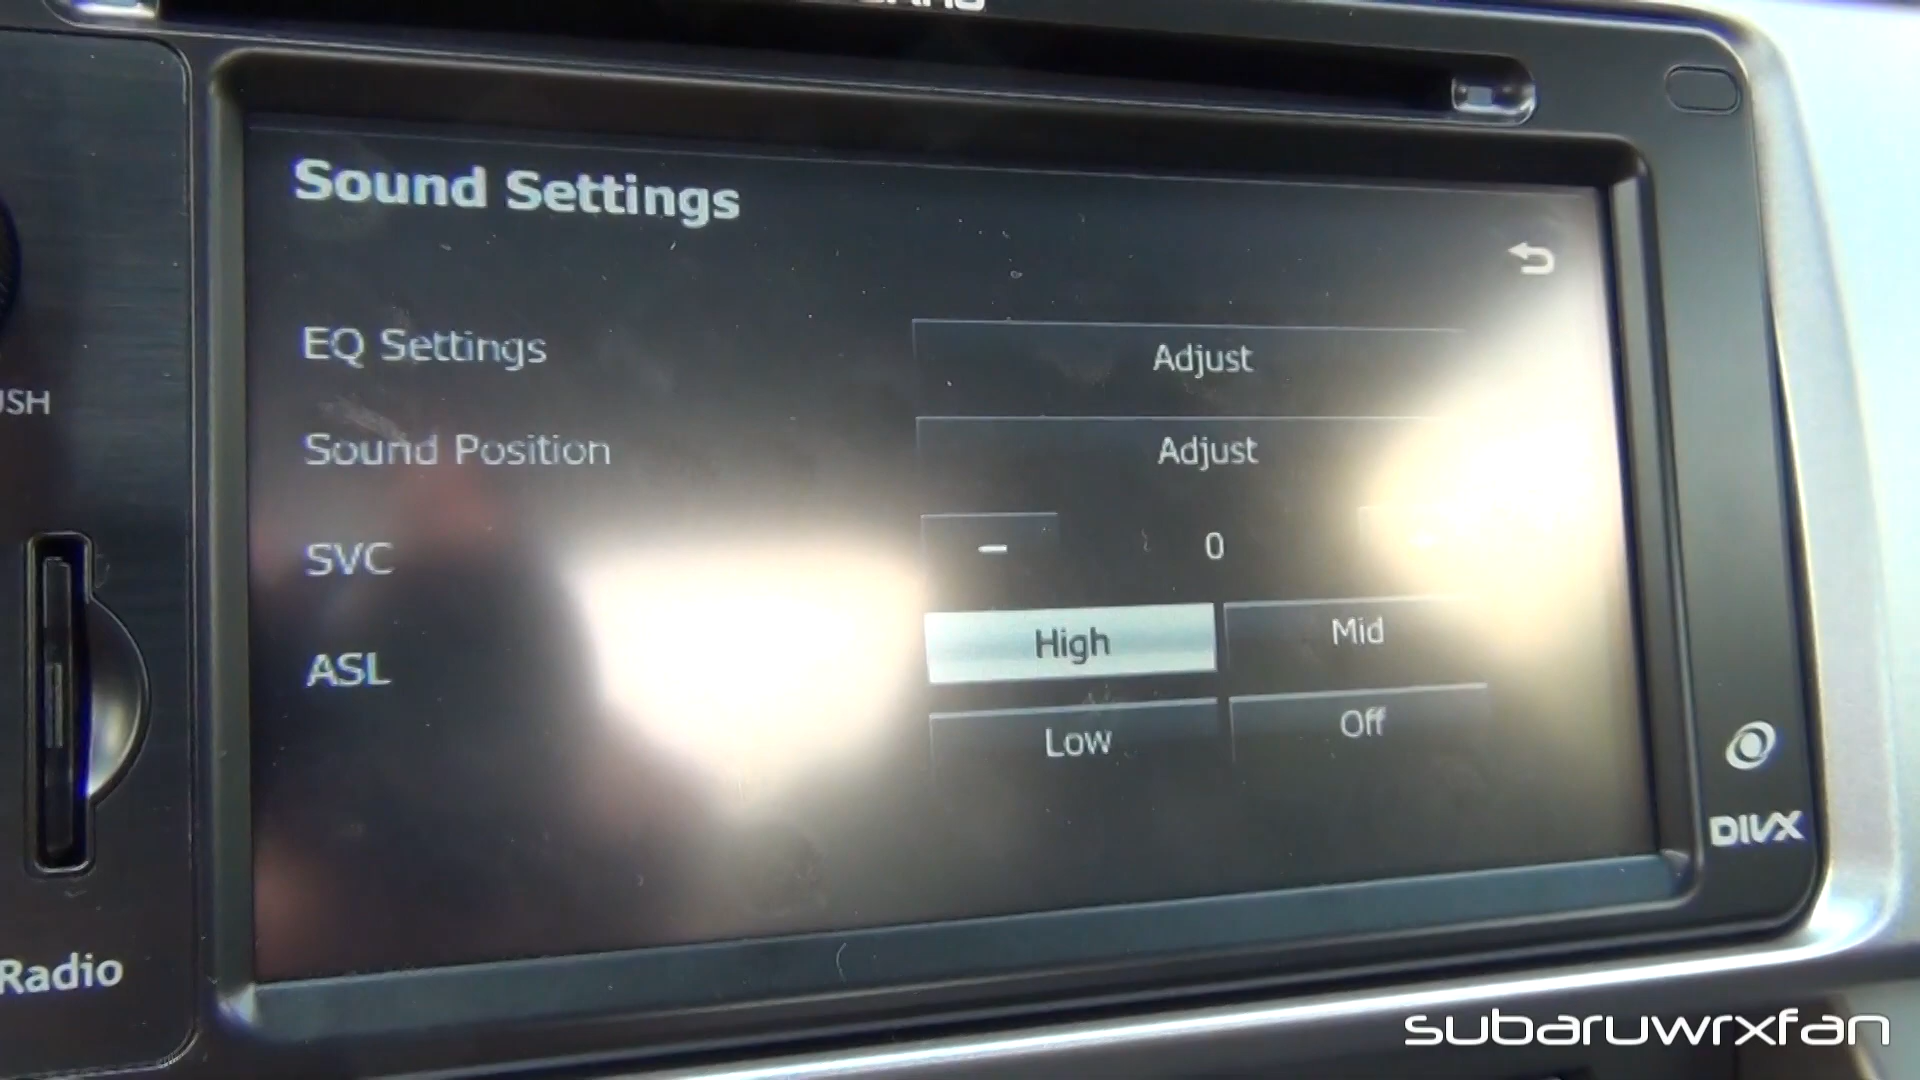 Sound Settings
EQ Settings
Adjust
Sound Position
Adjust
SVC
–
0
ASL
High
Mid
Low
Off
DIVX
Radio
subaruwrxfan